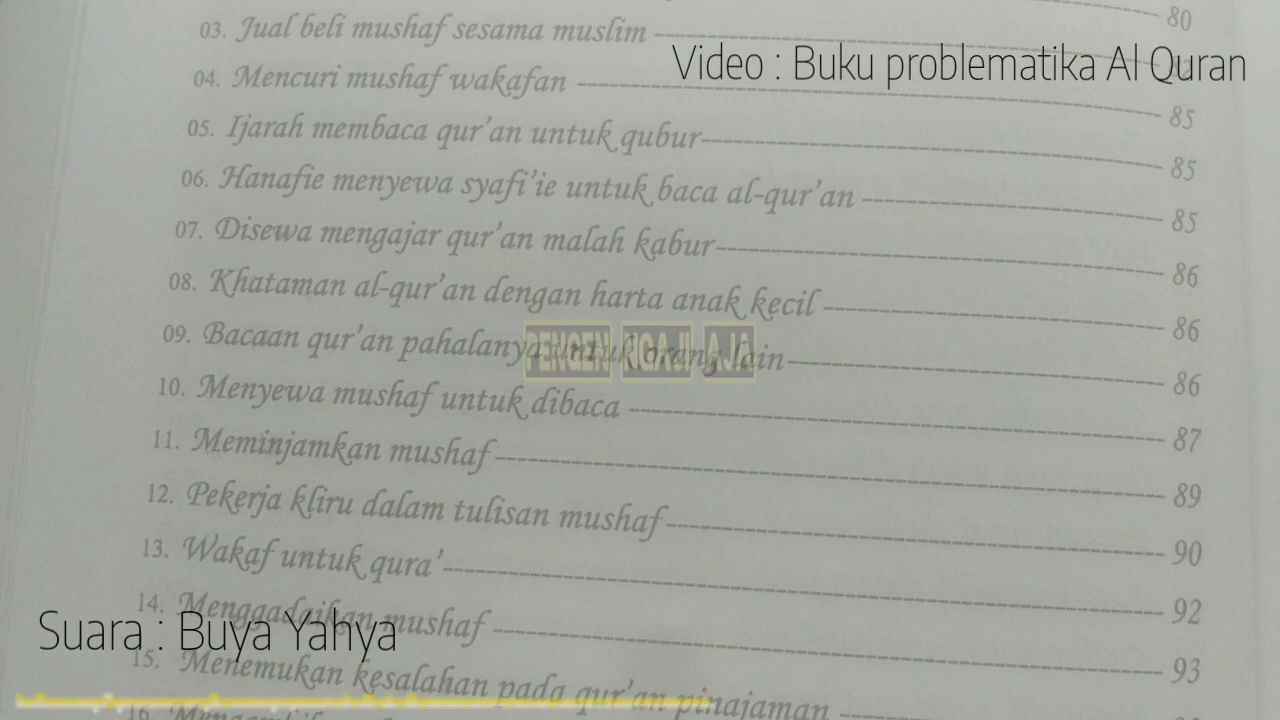 80
03. Jual beli mushaf sesama muslim
Video : Buku problematika Al Quran
04. Mencuri mushaf wakafan 85
05. Ijarah membaca qur'an untuk qubur 85
06. Hanafie menyewa syafi'ie untuk baca al-qur'an 85
07. Disewa mengajar qur'an malah kabur 86
08. Khataman al-qur'an dengan harta anak kecil 86
09. Bacaan qur'an pahalanya untuk orang lain 86
PENGEN NGAJI AJA
10. Menyewa mushaf untuk dibaca 87
11. Meminjamkan mushaf 89
12. Pekerja kliru dalam tulisan mushaf 90
13. Wakaf untuk qura' 92
14. Menggadaikan mushaf 93
Suara : Buya Yahya
15. Menemukan kesalahan pada qur'an pinajaman
16.